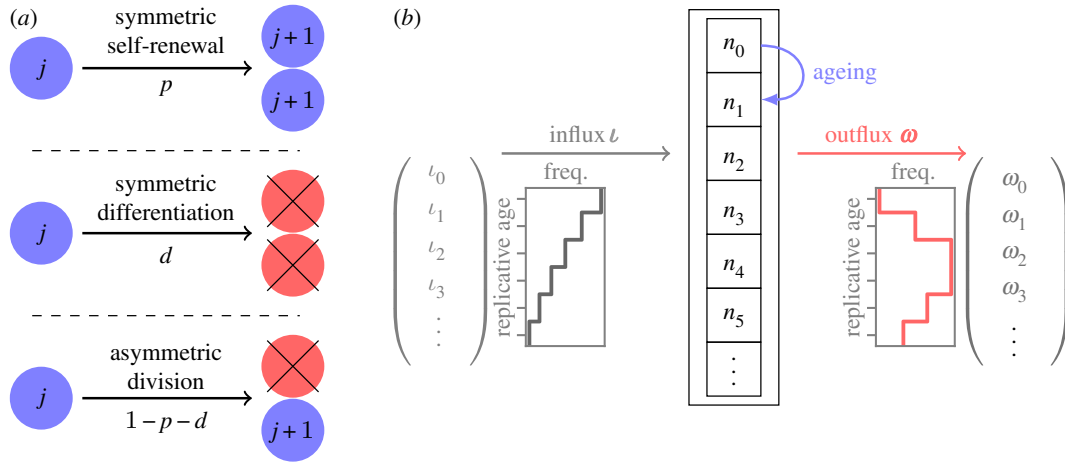 (a)
symmetric
self-renewal
j
p
j+1
j+1
symmetric
differentiation
j
d
asymmetric
division
j
1−p−d
j+1
(b)
influx ι
ι0
ι1
ι2
ι3
⋮
freq.
replicative age
n0
n1
n2
n3
n4
n5
⋮
ageing
outflux ω
freq.
replicative age
ω0
ω1
ω2
ω3
⋮